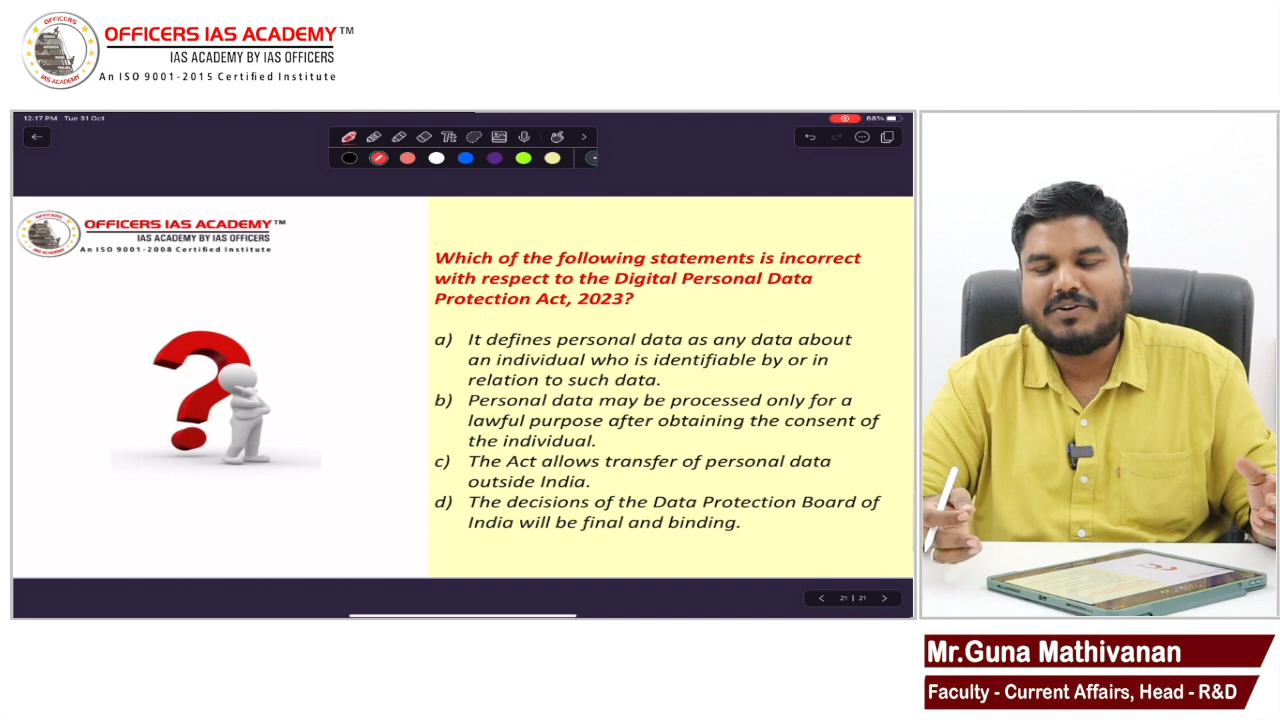 OFFICERS
IAS ACADEMY
OFFICERS IAS ACADEMY™
IAS ACADEMY BY IAS OFFICERS
An ISO 9001-2015 Certified Institute
12:17 PM Tue 31 Oct
68%
Tt
OFFICERS IAS ACADEMY™
IAS ACADEMY BY IAS OFFICERS
An ISO 9001-2008 Certified Institute
Which of the following statements is incorrect
with respect to the Digital Personal Data
Protection Act, 2023?
a) It defines personal data as any data about
an individual who is identifiable by or in
relation to such data.
b) Personal data may be processed only for a
lawful purpose after obtaining the consent of
the individual.
c) The Act allows transfer of personal data
outside India.
d) The decisions of the Data Protection Board of
India will be final and binding.
21 | 21
Mr.Guna Mathivanan
Faculty - Current Affairs, Head - R&D